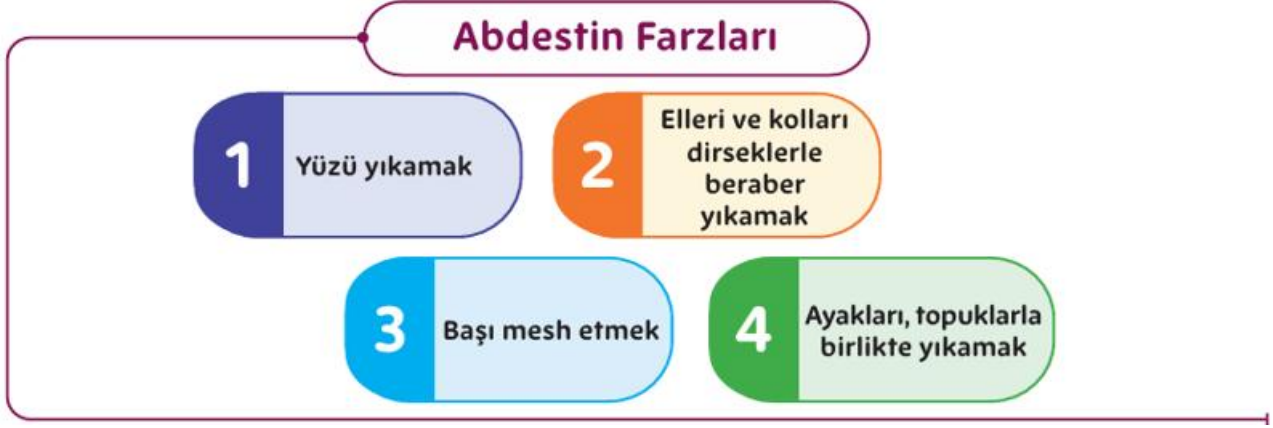 Abdestin Farzları
1
Yüzü yıkamak
2
Elleri ve kolları
dirseklerle
beraber
yıkamak
3
Başı mesh etmek
4
Ayakları, topuklarla
birlikte yıkamak